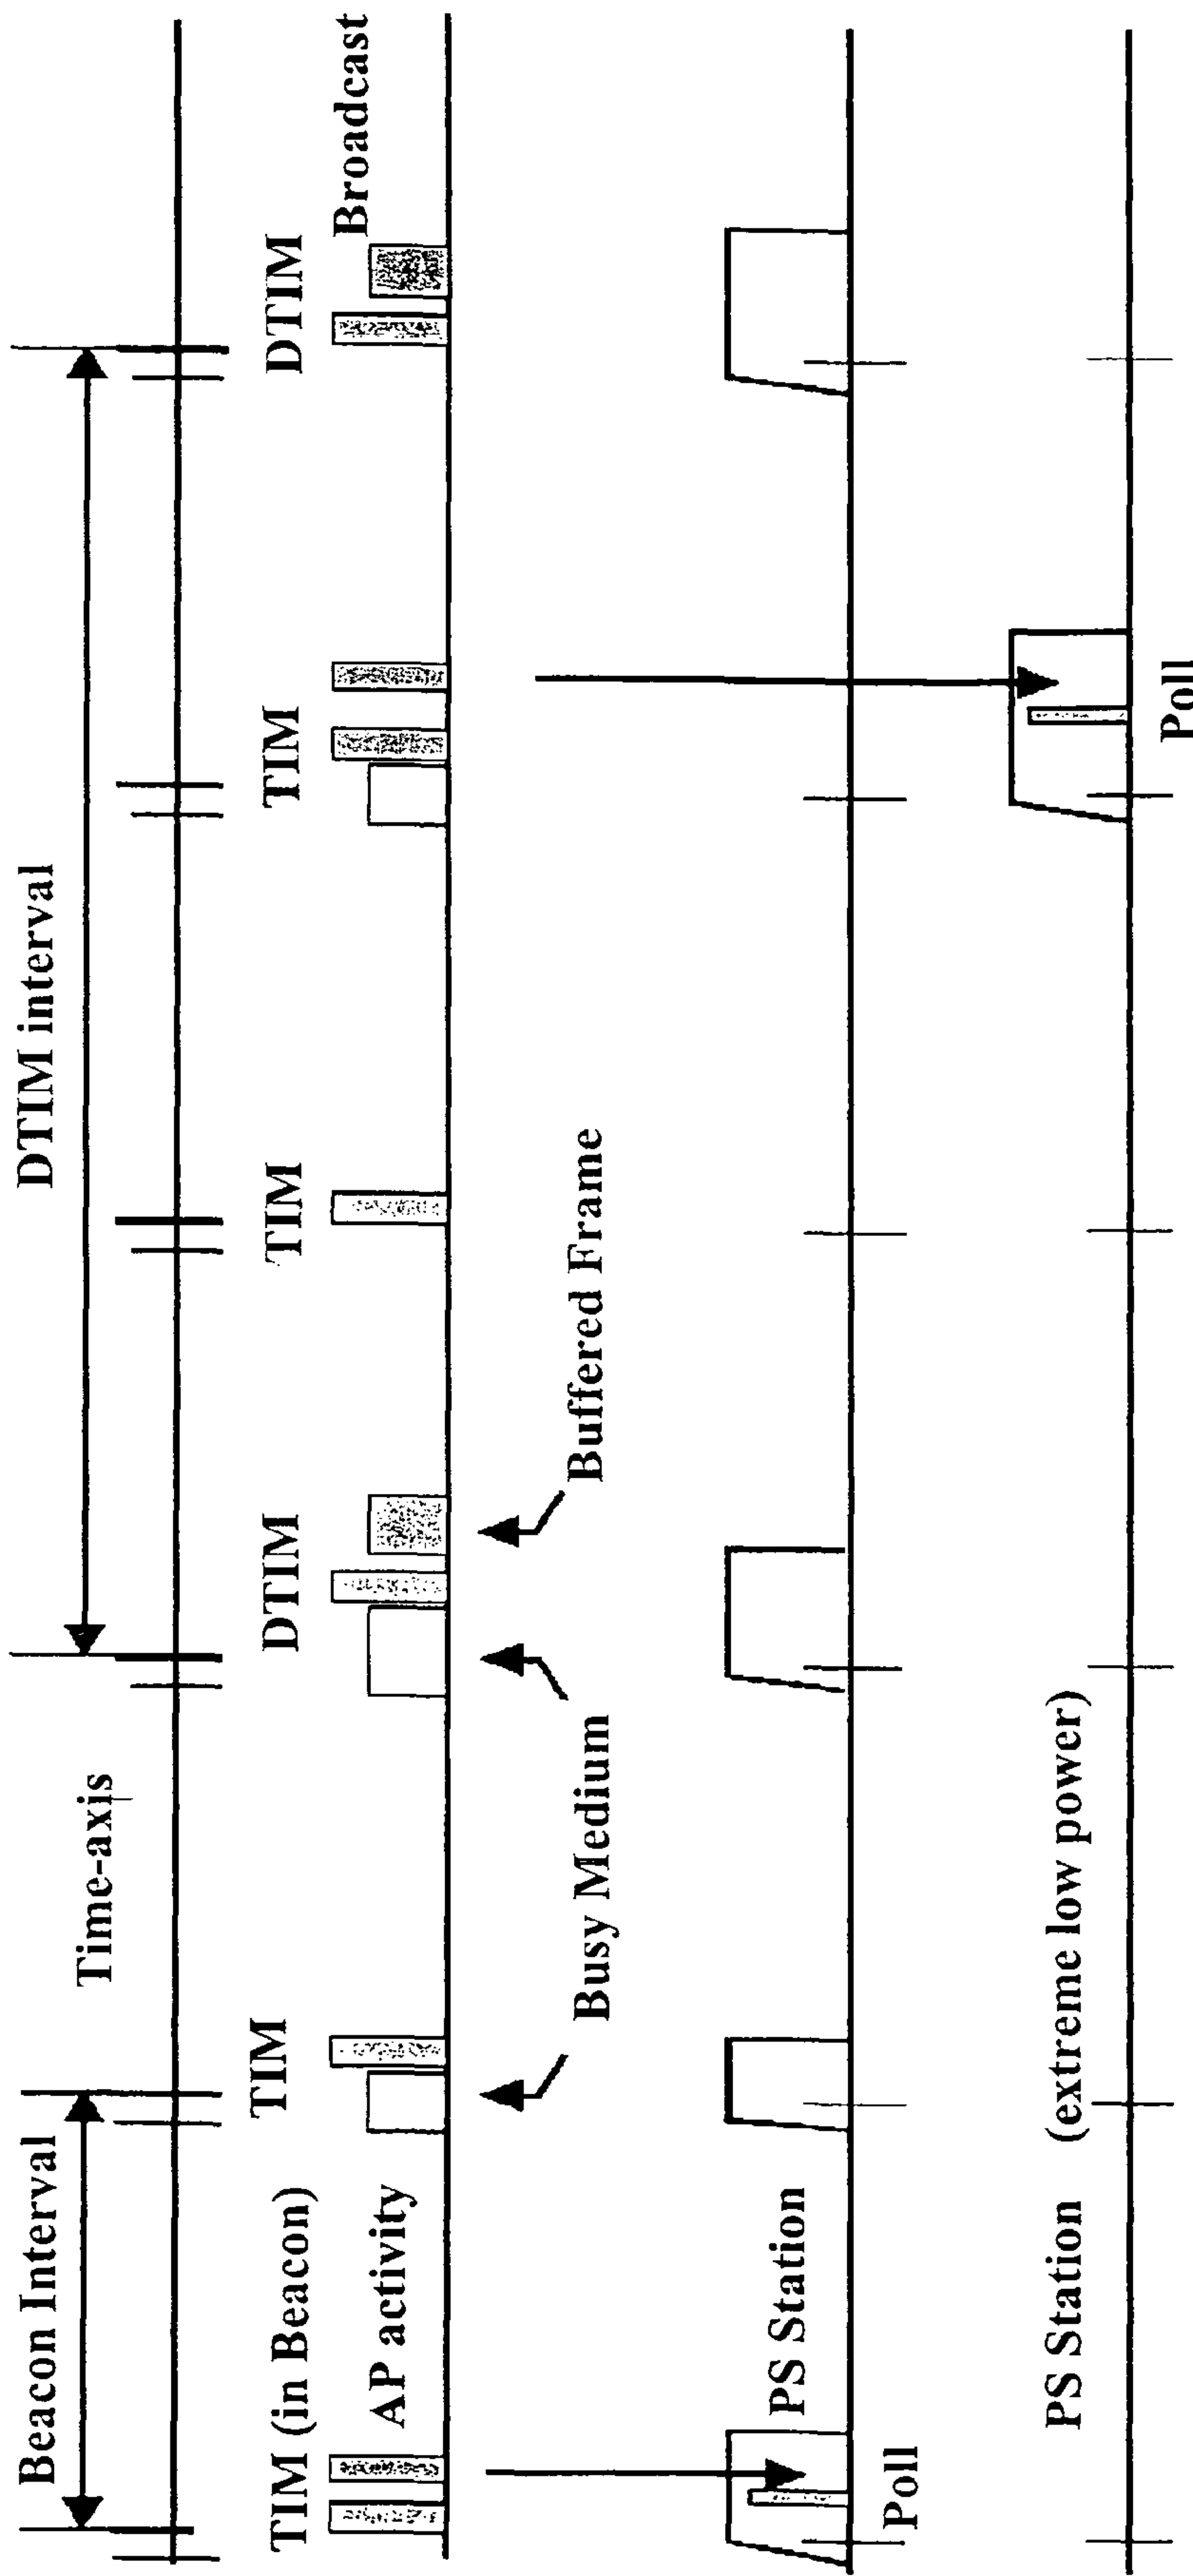 Beacon Interval
DTIM interval
Time-axis
TIM (in Beacon)
TIM
DTIM
TIM
TIM
DTIM
AP activity
Broadcast
Busy Medium
Buffered Frame
PS Station
Poll
PS Station (extreme low power)
Poll